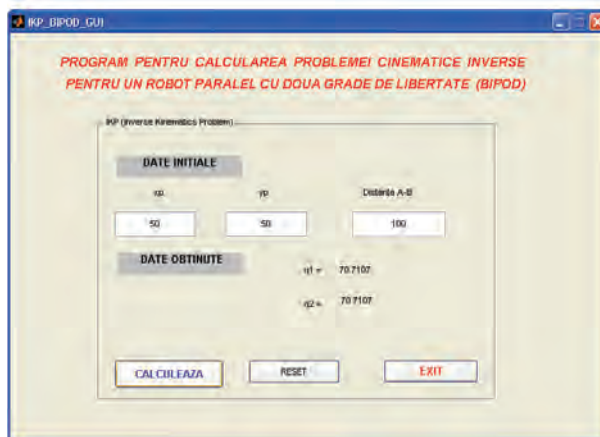 IKP_BIPOD_GUI
PROGRAM PENTRU CALCULAREA PROBLEMEI CINEMATICE INVERSE
PENTRU UN ROBOT PARALEL CU DOUA GRADE DE LIBERTATE (BIPOD)
IKP (Inverse Kinematics Problem)
DATE INITIALE
xp yp Distanta A-B
50 50 100
DATE OBTINUTE
q1 = 70.7107
q2 = 70.7107
CALCULEAZA RESET EXIT